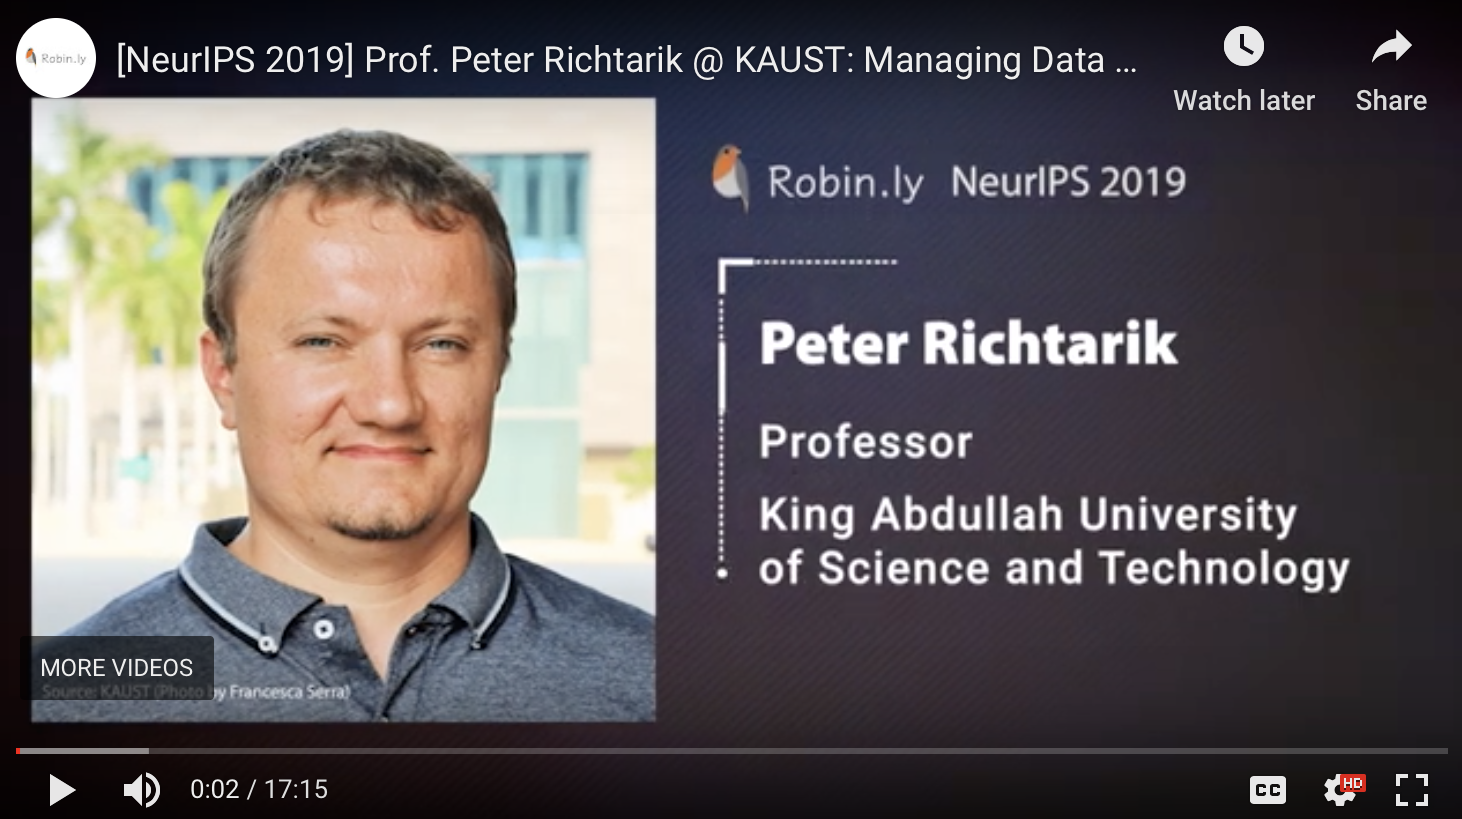 Robin.ly
[NeurIPS 2019] Prof. Peter Richtarik @ KAUST: Managing Data ...
Watch later
Share
Robin.ly NeurIPS 2019
Peter Richtarik
Professor
King Abdullah University
of Science and Technology
MORE VIDEOS
Source: KAUST (Photo by Francesca Serra)
0:02 / 17:15
CC
HD